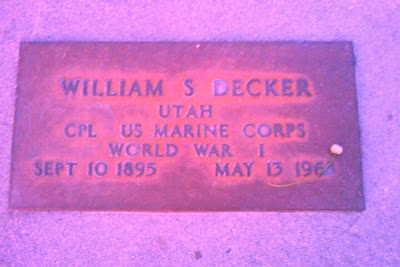 WILLIAM S DECKER
UTAH
CPL US MARINE CORPS
WORLD WAR I
SEPT 10 1895 MAY 13